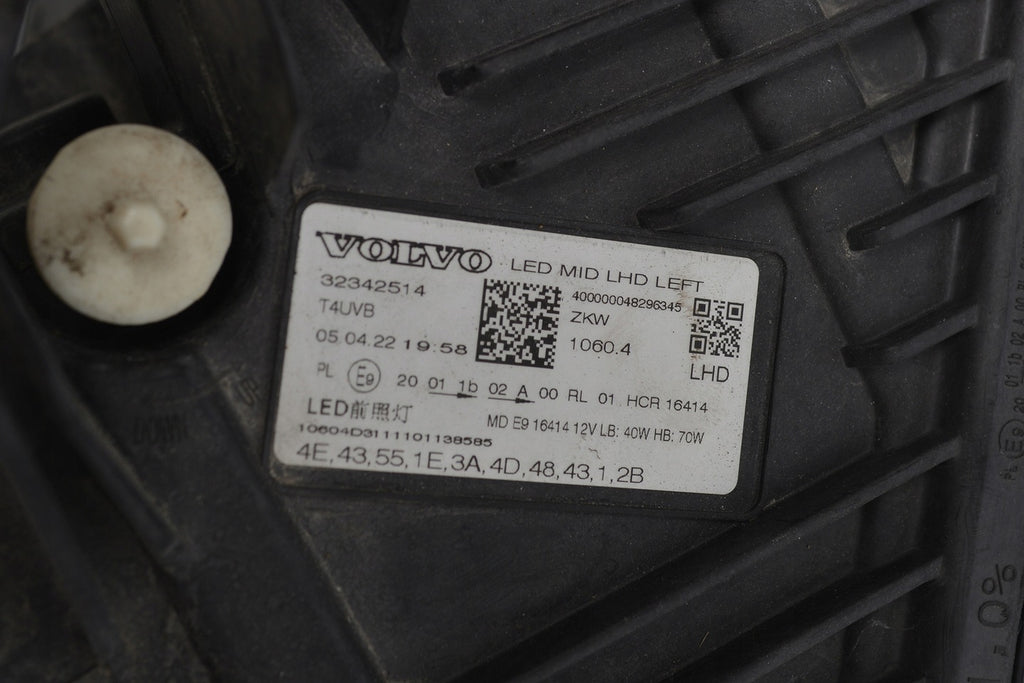 VOLVO LED MID LHD LEFT
32342514
T4UVB
05.04.22 19:58
400000048296345
ZKW
1060.4
LHD
PL E9 20 01 1b 02 A 00 RL 01 HCR 16414
LED前照灯
MD E9 16414 12V LB: 40W HB: 70W
10604D3111101138585
4E,43,55,1E,3A,4D,48,43,1,2B